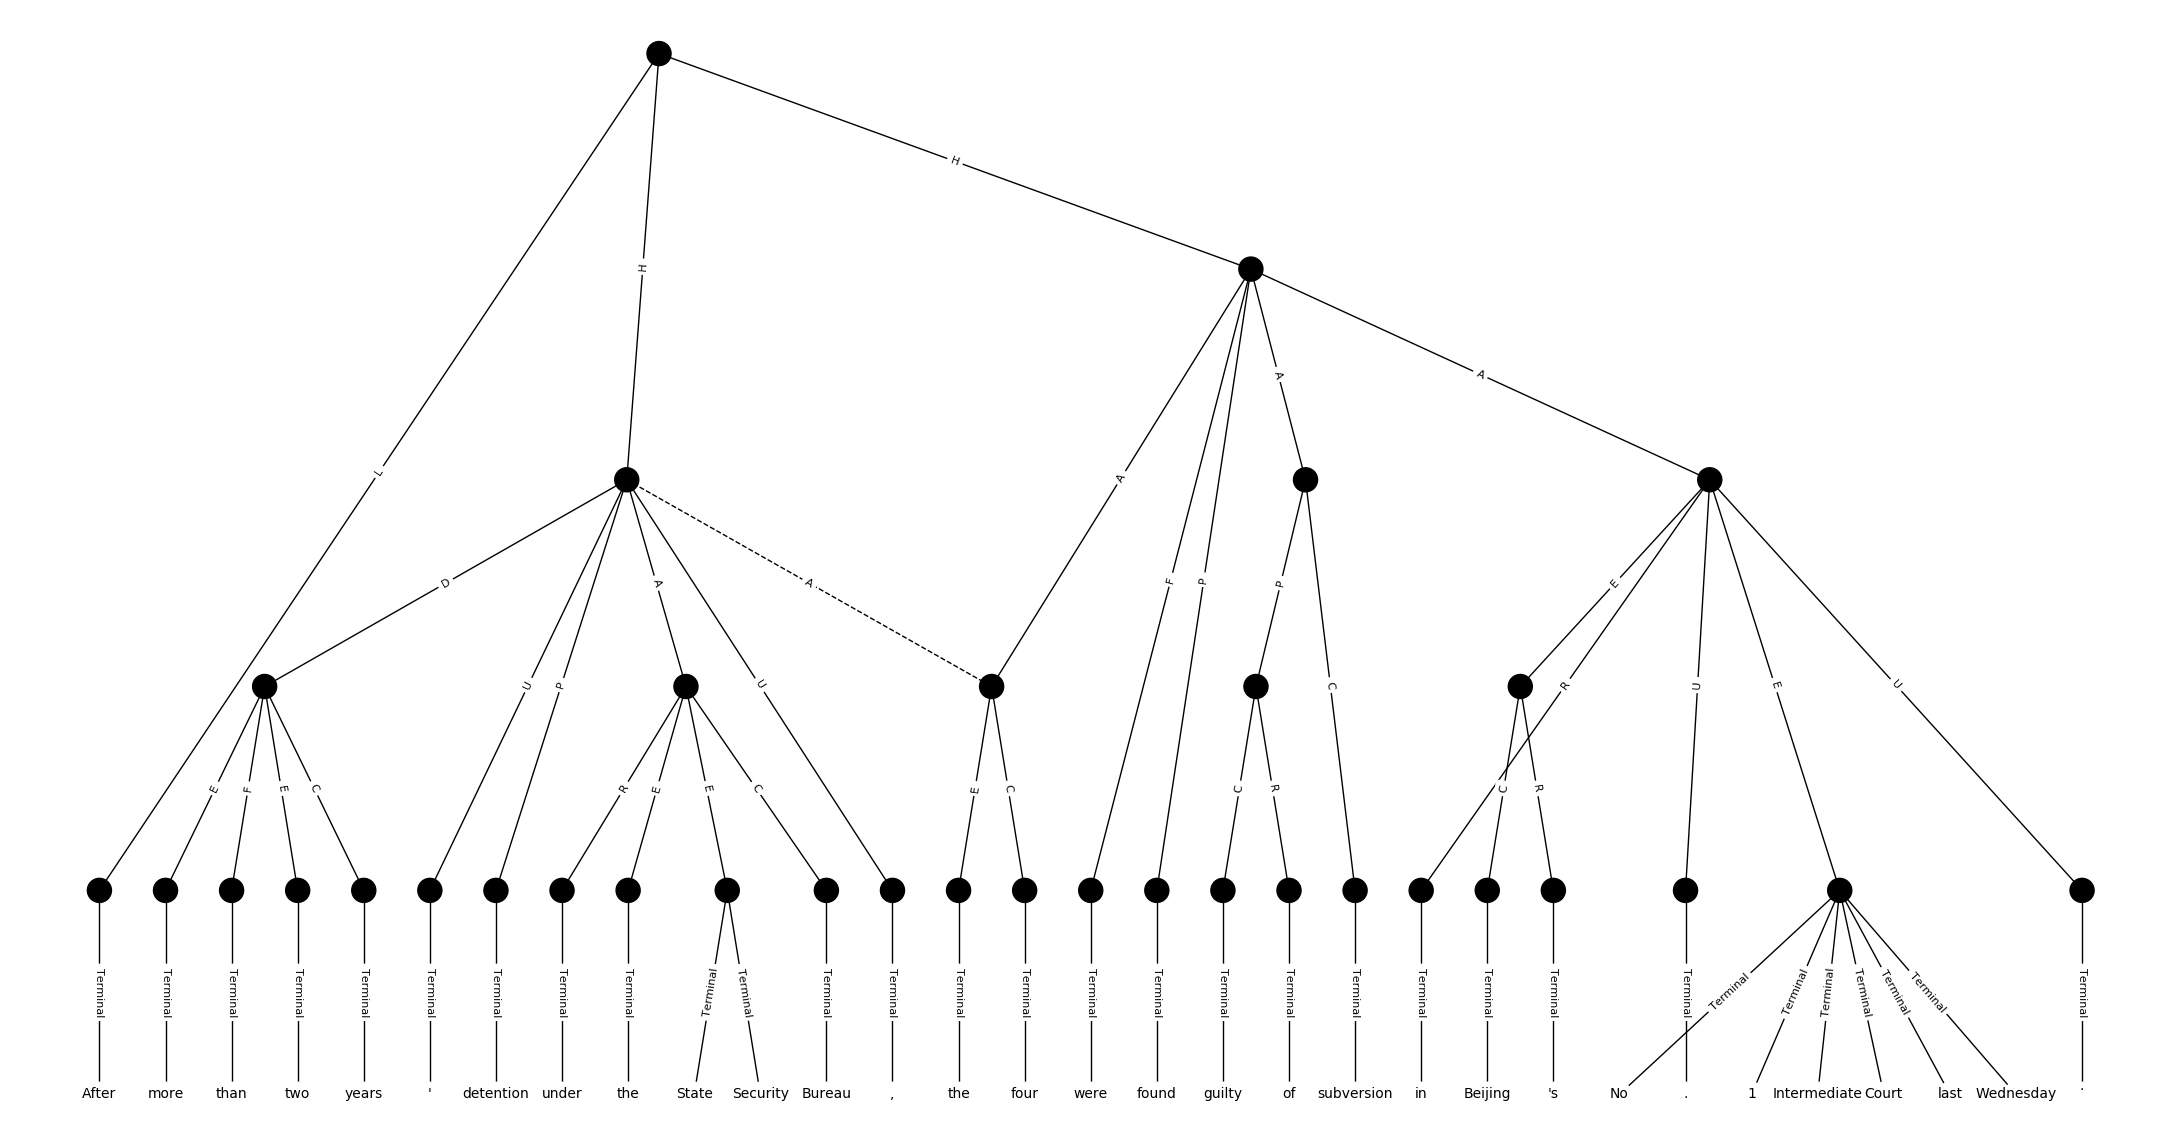 H
H
A
A
L
D
A
A
F
P
P
E
U
P
A
U
C
R
U
E
U
E
F
E
C
R
E
E
C
E
C
C
R
C
R
Terminal Terminal Terminal Terminal Terminal Terminal Terminal Terminal Terminal Terminal Terminal Terminal Terminal Terminal Terminal Terminal Terminal Terminal Terminal Terminal Terminal Terminal Terminal Terminal Terminal Terminal Terminal Terminal Terminal Terminal Terminal
After more than two years ' detention under the State Security Bureau , the four were found guilty of subversion in Beijing 's No . 1 Intermediate Court last Wednesday .